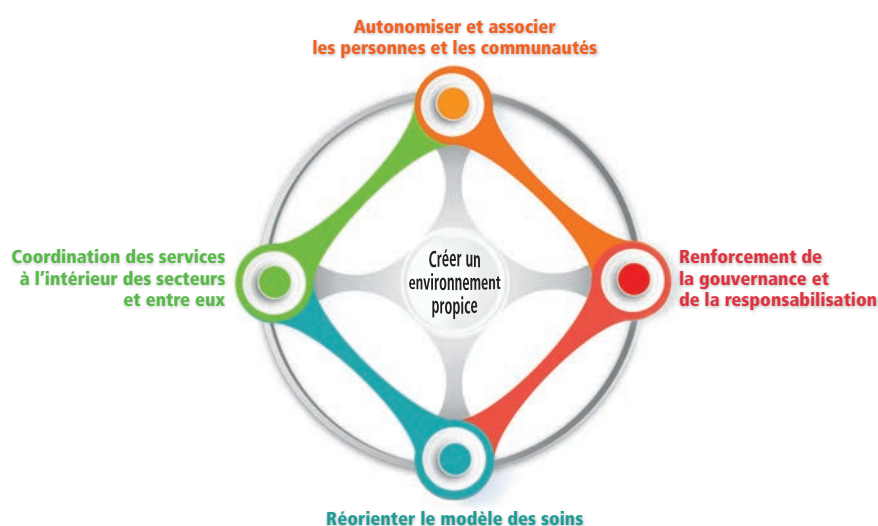 Autonomiser et associer
les personnes et les communautés
Coordination des services
à l'intérieur des secteurs
et entre eux
Créer un
environnement
propice
Renforcement de
la gouvernance et
de la responsabilisation
Réorienter le modèle des soins